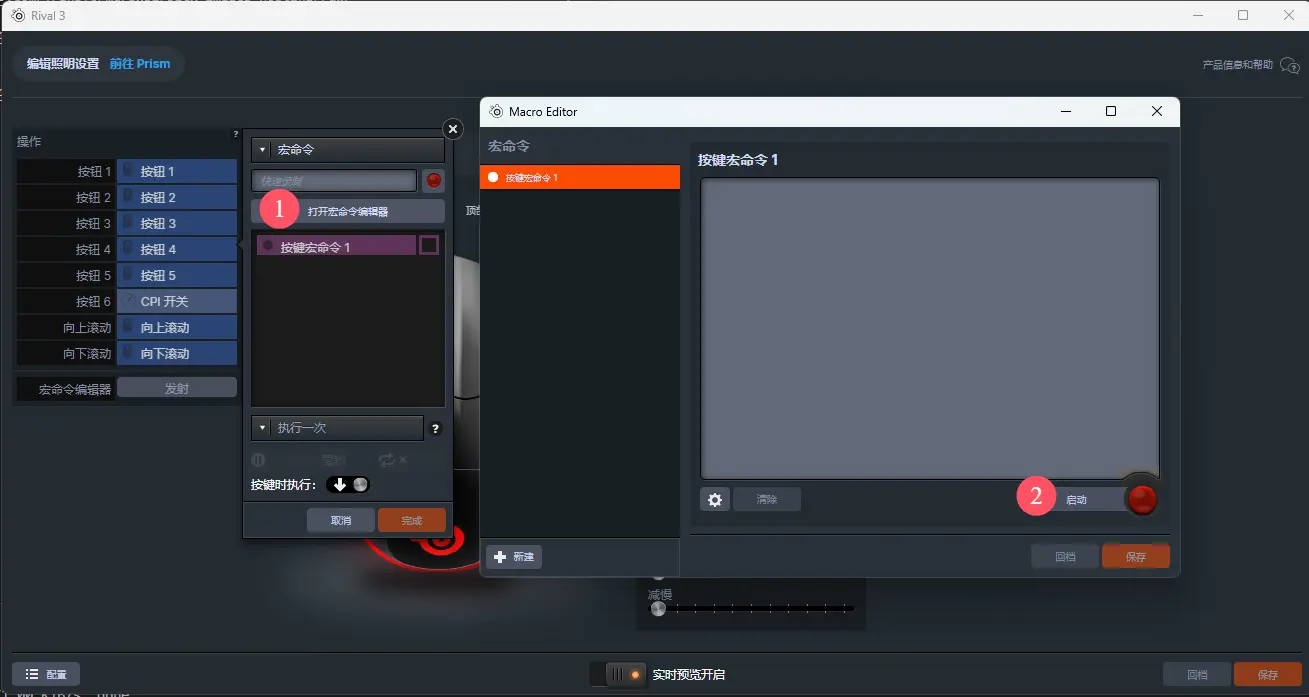 Rival 3
编辑照明设置 前往 Prism
产品信息和帮助
操作
?
按钮 1 按钮 1
按钮 2 按钮 2
按钮 3 按钮 3
按钮 4 按钮 4
按钮 5 按钮 5
按钮 6 CPI 开关
向上滚动 向上滚动
向下滚动 向下滚动
宏命令编辑器 发射
宏命令
快速录制
1 打开宏命令编辑器
按键宏命令 1
执行一次 ?
按键时执行:
取消 完成
Macro Editor
宏命令
按键宏命令 1
新建
按键宏命令 1
清除
2 启动
回档 保存
减慢
配置
实时预览开启
回档 保存